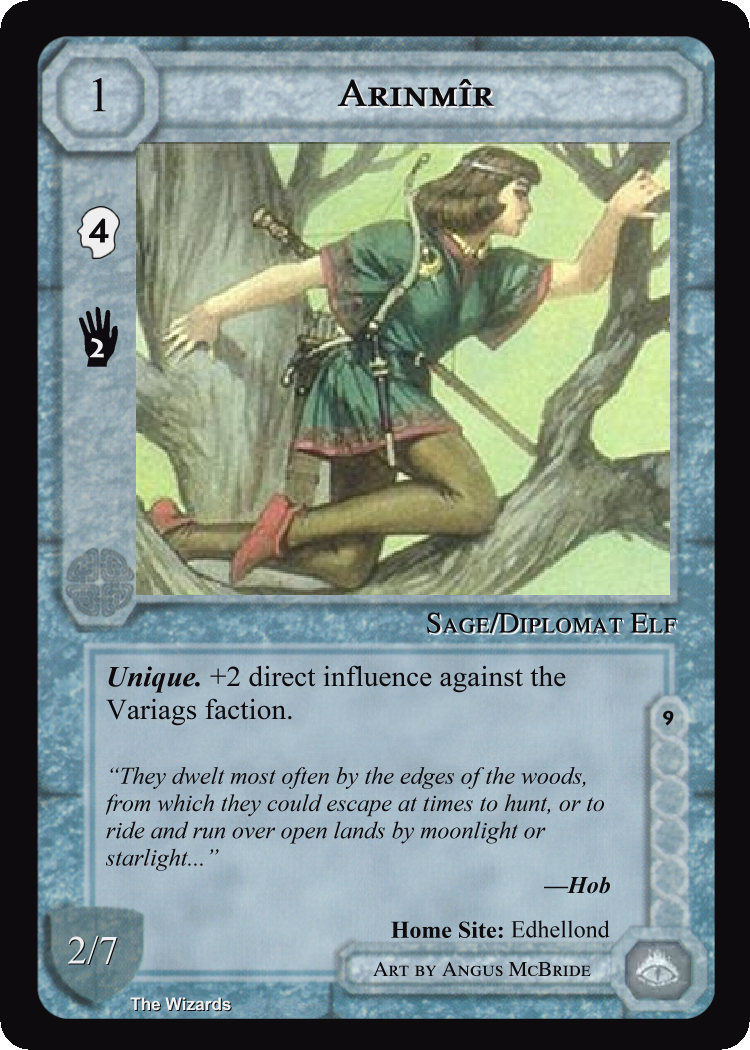 1
Arinmîr
4
2
Sage/Diplomat Elf
Unique. +2 direct influence against the
Variags faction.
9
“They dwelt most often by the edges of the woods,
from which they could escape at times to hunt, or to
ride and run over open lands by moonlight or
starlight...”
—Hob
Home Site: Edhellond
2/7
Art by Angus McBride
The Wizards